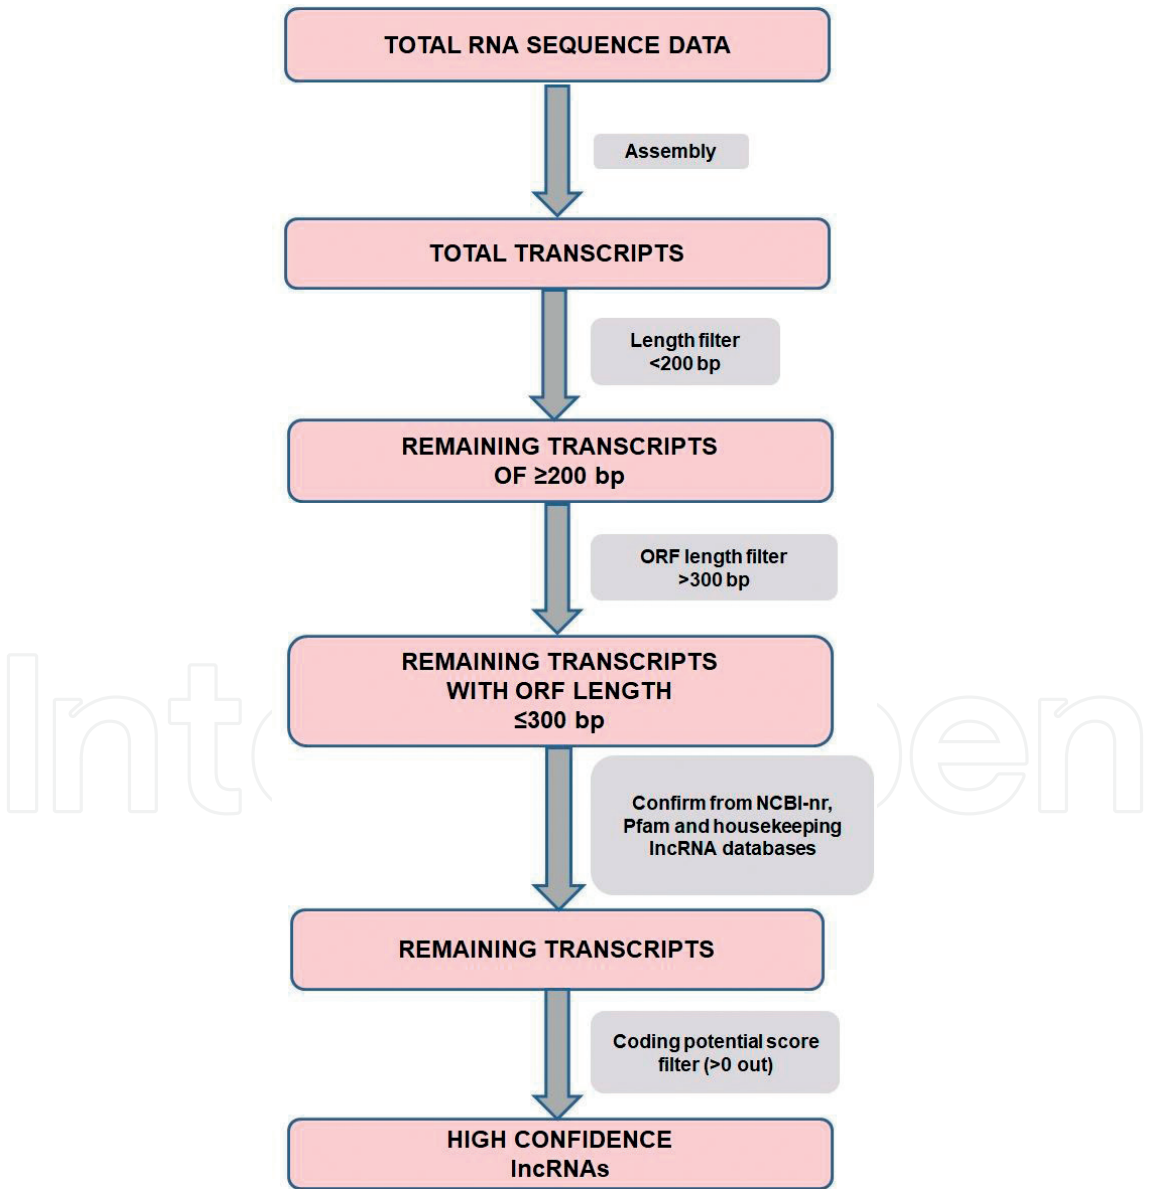 TOTAL RNA SEQUENCE DATA
Assembly
TOTAL TRANSCRIPTS
Length filter
<200 bp
REMAINING TRANSCRIPTS
OF ≥200 bp
ORF length filter
>300 bp
REMAINING TRANSCRIPTS
WITH ORF LENGTH
≤300 bp
Confirm from NCBI-nr,
Pfam and housekeeping
lncRNA databases
REMAINING TRANSCRIPTS
Coding potential score
filter (>0 out)
HIGH CONFIDENCE
lncRNAs